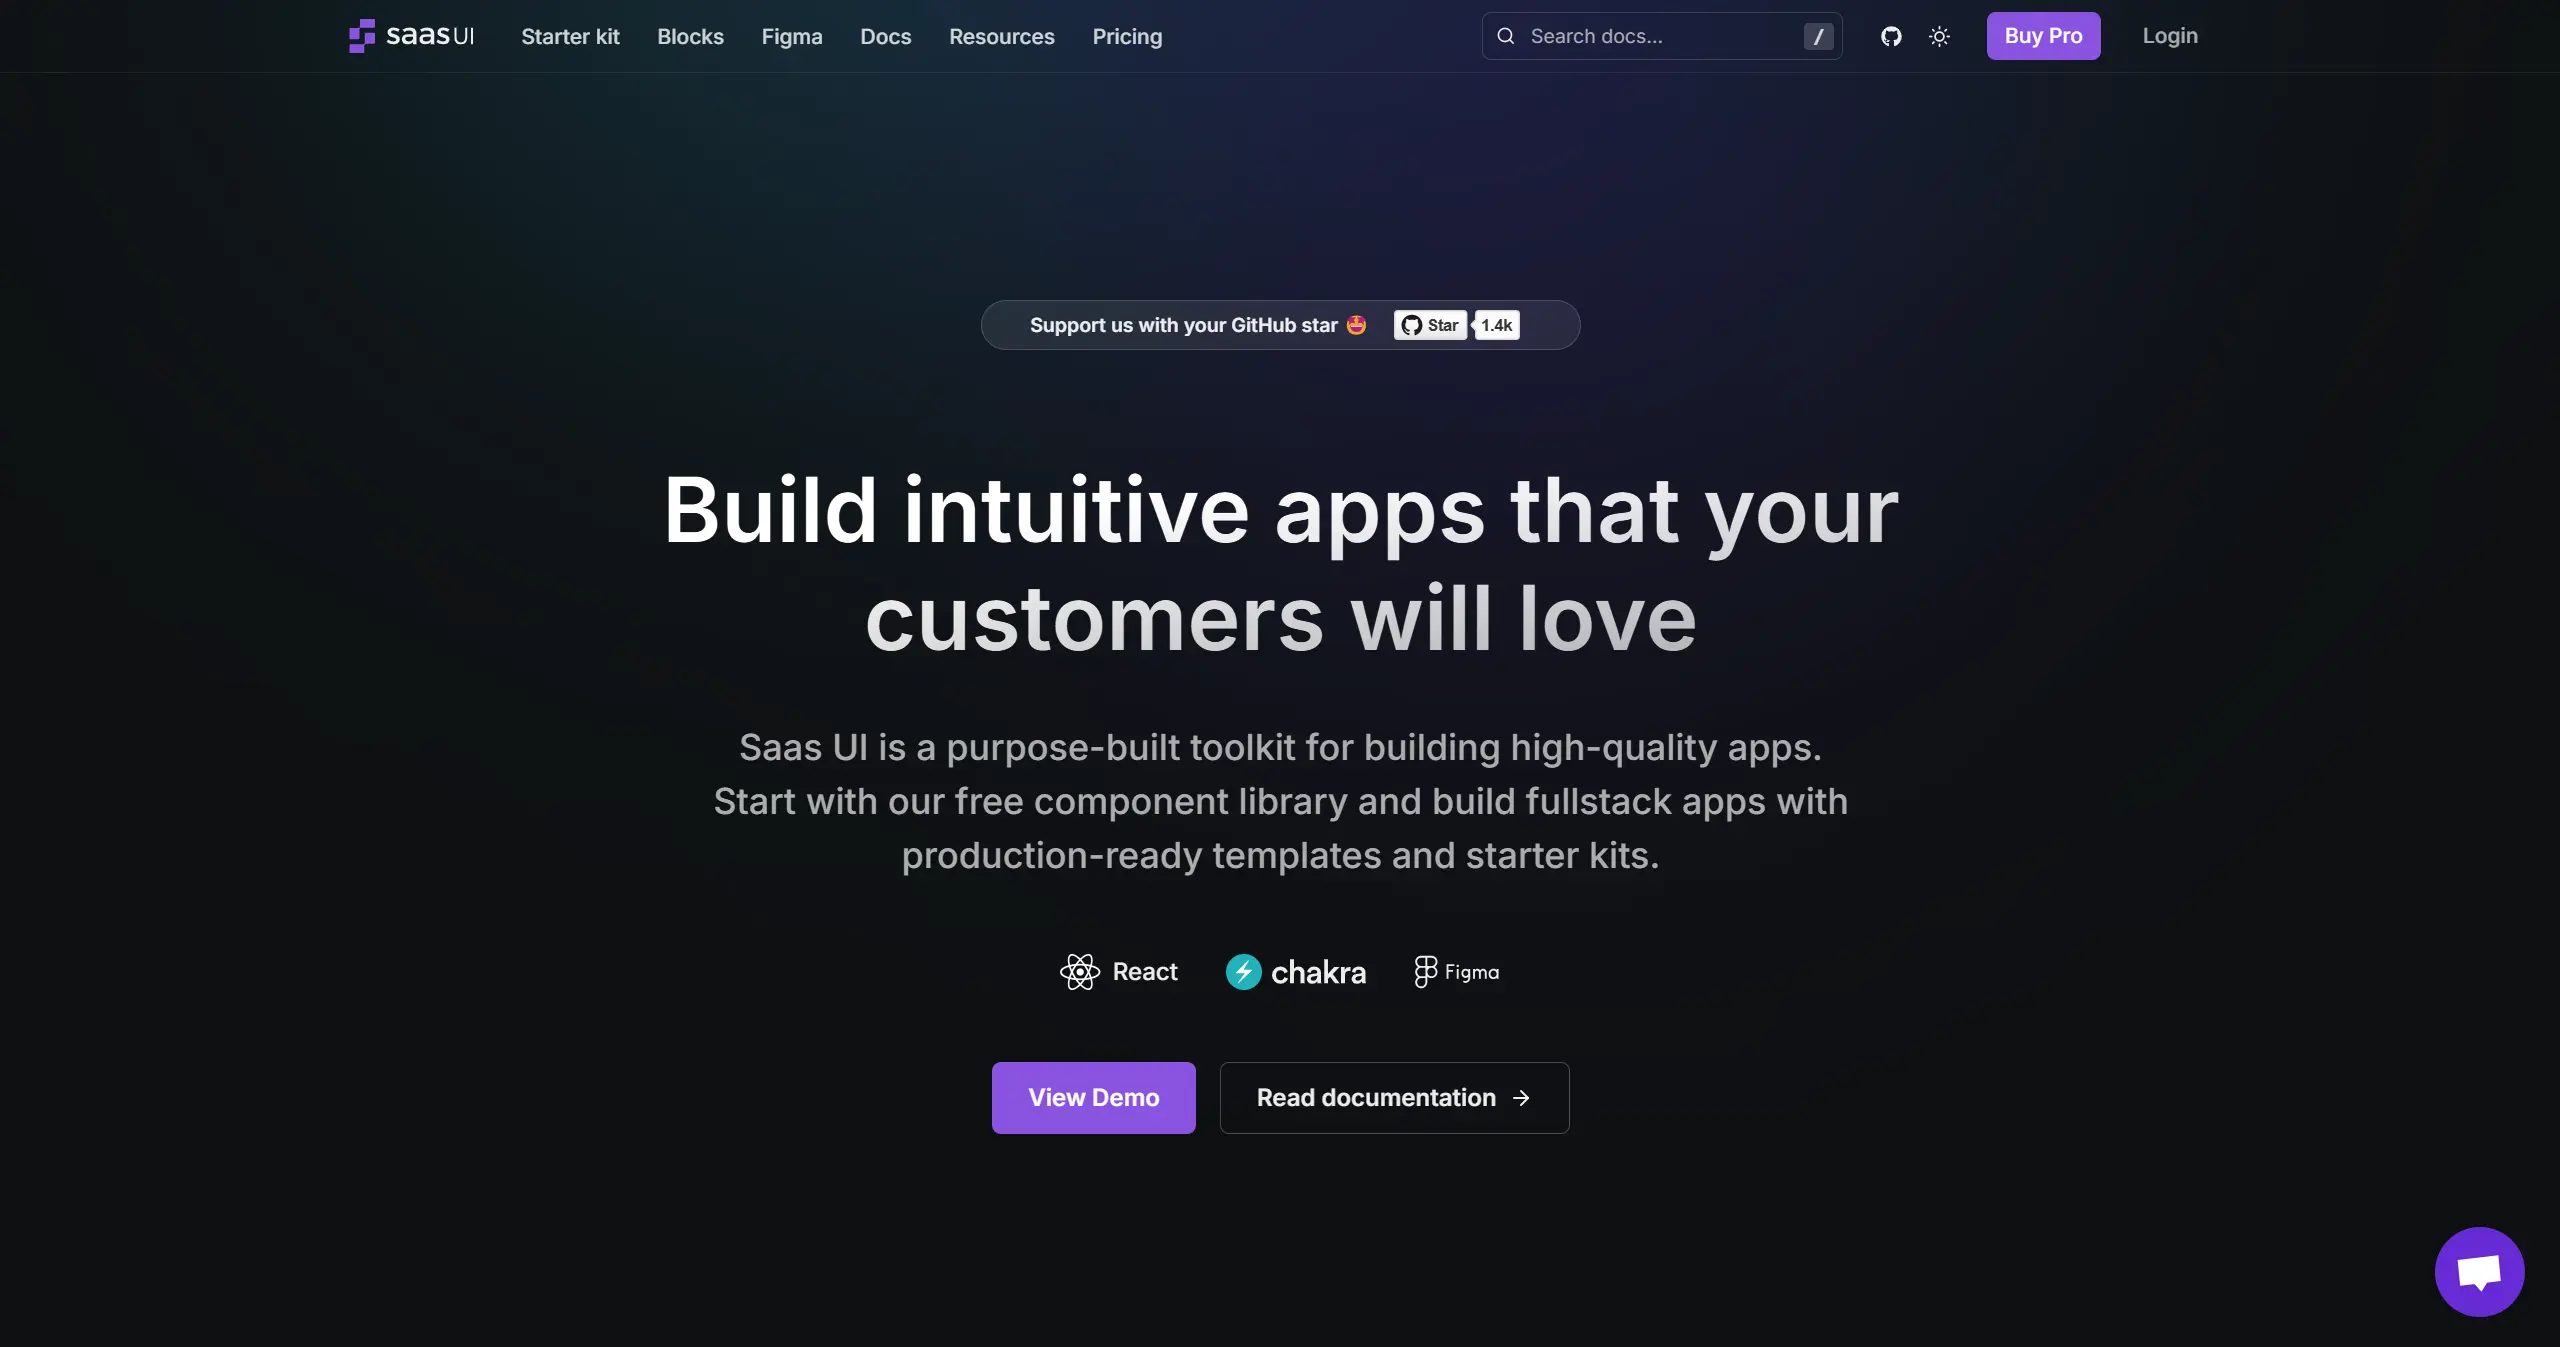 saas UI
Starter kit
Blocks
Figma
Docs
Resources
Pricing
Search docs...
/
Buy Pro
Login
Support us with your GitHub star 🤩
Star
1.4k
Build intuitive apps that your
customers will love
Saas UI is a purpose-built toolkit for building high-quality apps.
Start with our free component library and build fullstack apps with
production-ready templates and starter kits.
React
chakra
Figma
View Demo
Read documentation →